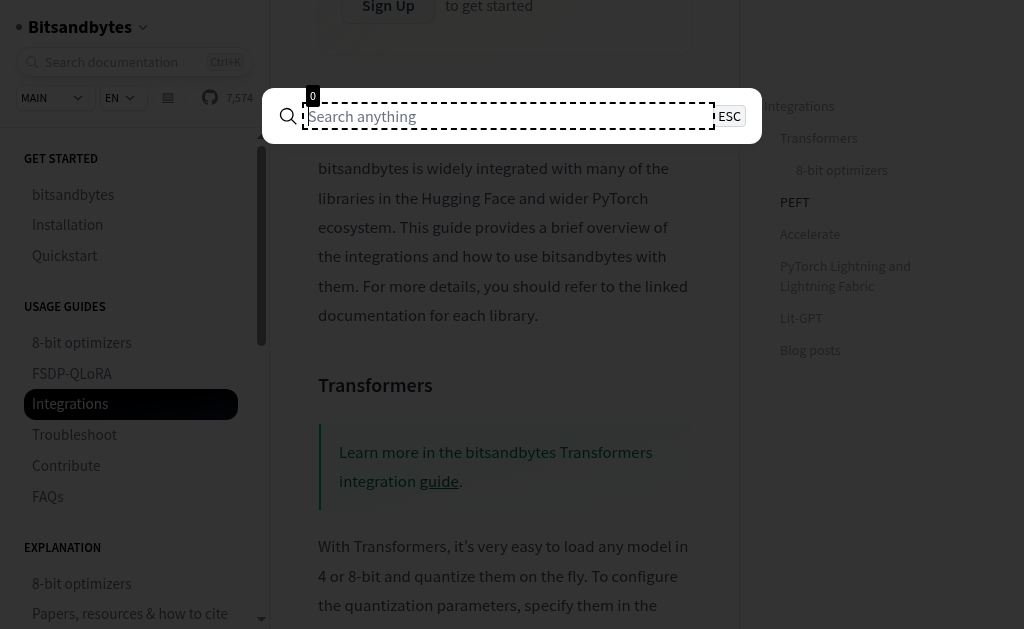 Bitsandbytes
Search documentation
Ctrl+K
MAIN
EN
7,574
GET STARTED
bitsandbytes
Installation
Quickstart
USAGE GUIDES
8-bit optimizers
FSDP-QLoRA
Integrations
Troubleshoot
Contribute
FAQs
EXPLANATION
8-bit optimizers
Papers, resources & how to cite
Sign Up
to get started
0
Search anything
ESC
bitsandbytes is widely integrated with many of the
libraries in the Hugging Face and wider PyTorch
ecosystem. This guide provides a brief overview of
the integrations and how to use bitsandbytes with
them. For more details, you should refer to the linked
documentation for each library.
Transformers
Learn more in the bitsandbytes Transformers
integration guide.
With Transformers, it’s very easy to load any model in
4 or 8-bit and quantize them on the fly. To configure
the quantization parameters, specify them in the
Integrations
Transformers
8-bit optimizers
PEFT
Accelerate
PyTorch Lightning and
Lightning Fabric
Lit-GPT
Blog posts